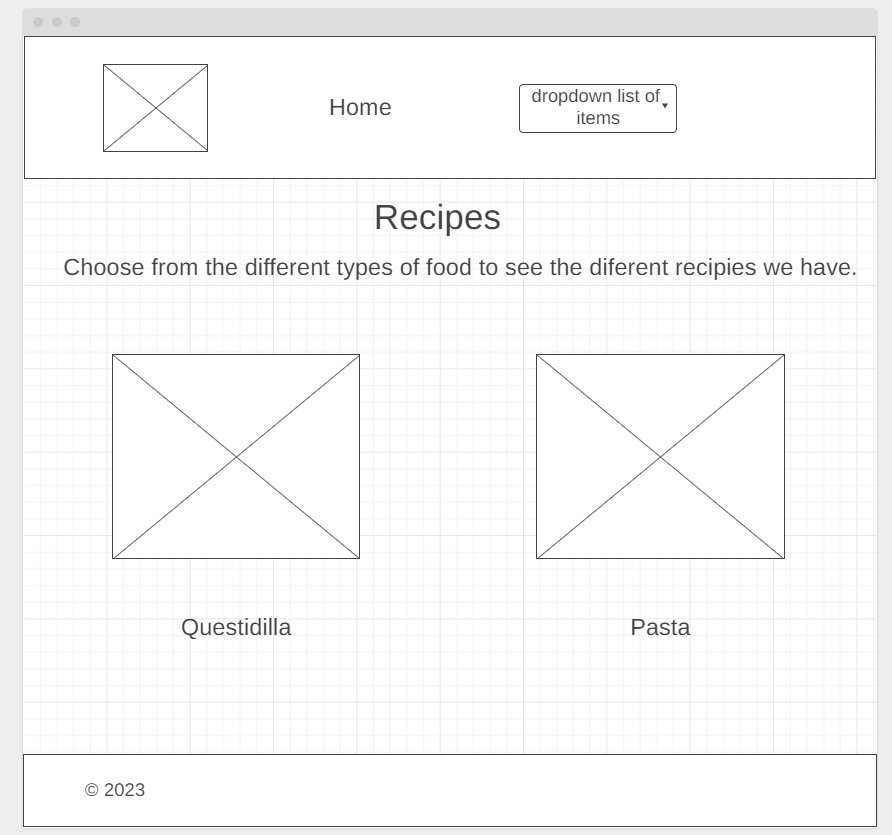 Home
dropdown list of
items
Recipes
Choose from the different types of food to see the diferent recipies we have.
Questidilla
Pasta
© 2023